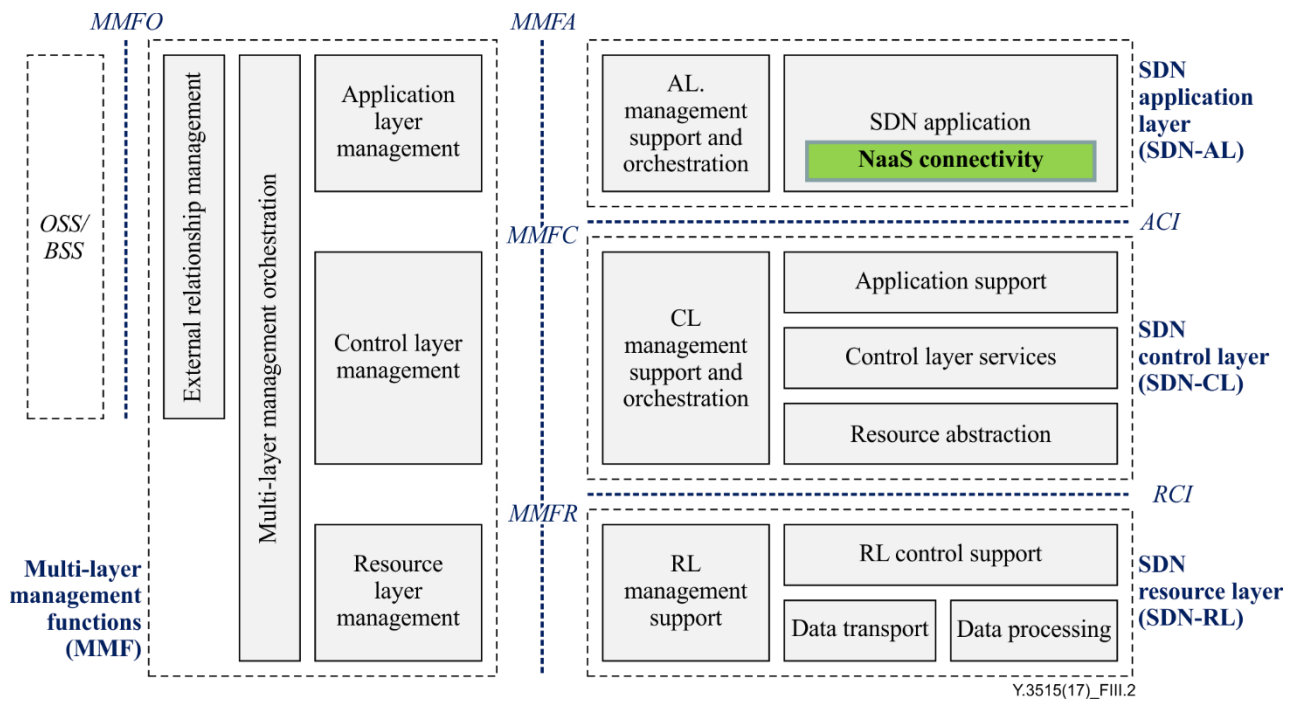 MMFO
MMFA
OSS/
BSS
External relationship management
Multi-layer management orchestration
Application
layer
management
Control layer
management
Resource
layer
management
Multi-layer
management
functions
(MMF)
AL.
management
support and
orchestration
SDN application
NaaS connectivity
SDN
application
layer
(SDN-AL)
ACI
MMFC
CL
management
support and
orchestration
Application support
Control layer services
Resource abstraction
SDN
control layer
(SDN-CL)
RCI
MMFR
RL
management
support
RL control support
Data transport
Data processing
SDN
resource layer
(SDN-RL)
Y.3515(17)_FIII.2